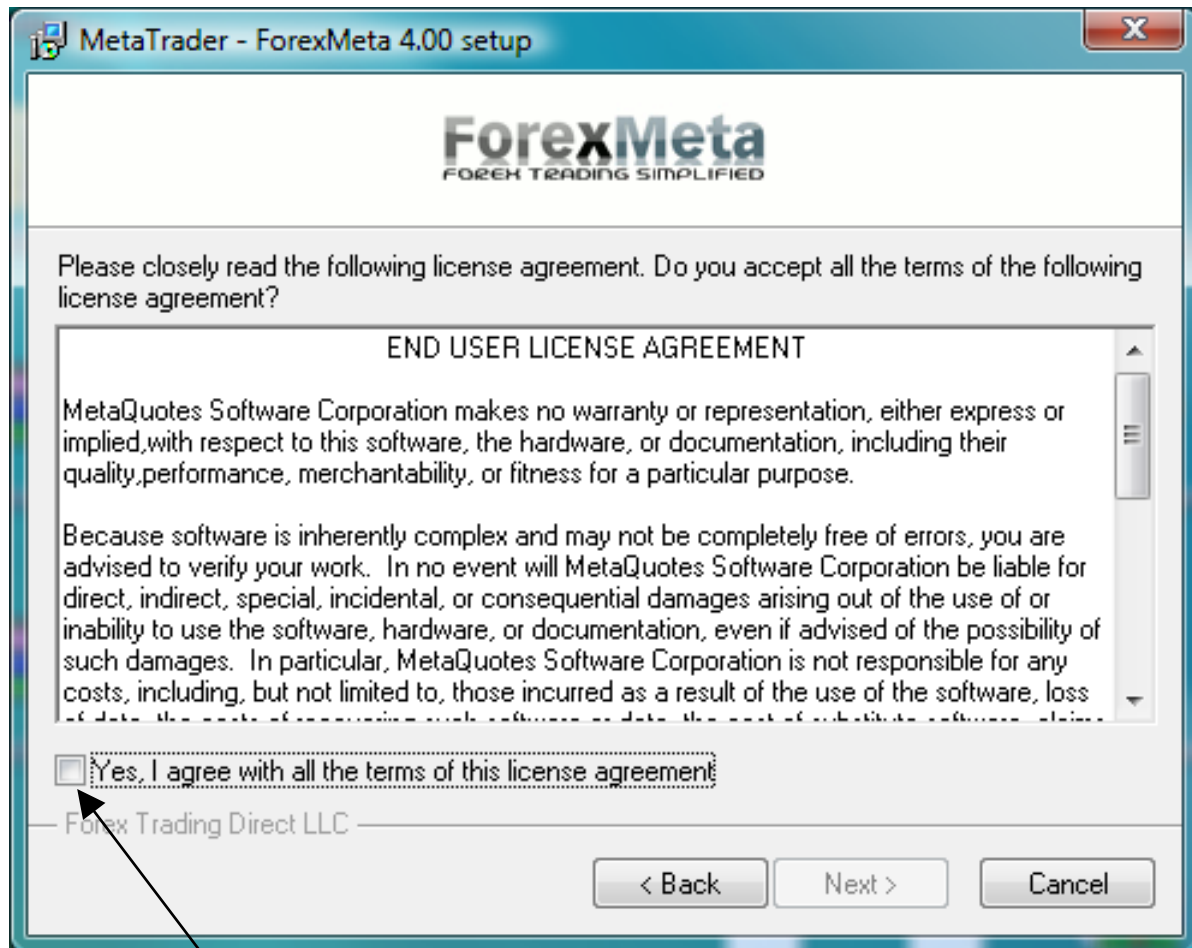 MetaTrader - ForexMeta 4.00 setup
ForexMeta
FOREX TRADING SIMPLIFIED
Please closely read the following license agreement. Do you accept all the terms of the following
license agreement?
END USER LICENSE AGREEMENT
MetaQuotes Software Corporation makes no warranty or representation, either express or
implied,with respect to this software, the hardware, or documentation, including their
quality,performance, merchantability, or fitness for a particular purpose.
Because software is inherently complex and may not be completely free of errors, you are
advised to verify your work.  In no event will MetaQuotes Software Corporation be liable for
direct, indirect, special, incidental, or consequential damages arising out of the use of or
inability to use the software, hardware, or documentation, even if advised of the possibility of
such damages.  In particular, MetaQuotes Software Corporation is not responsible for any
costs, including, but not limited to, those incurred as a result of the use of the software, loss
Yes, I agree with all the terms of this license agreement
Forex Trading Direct LLC
< Back
Next >
Cancel